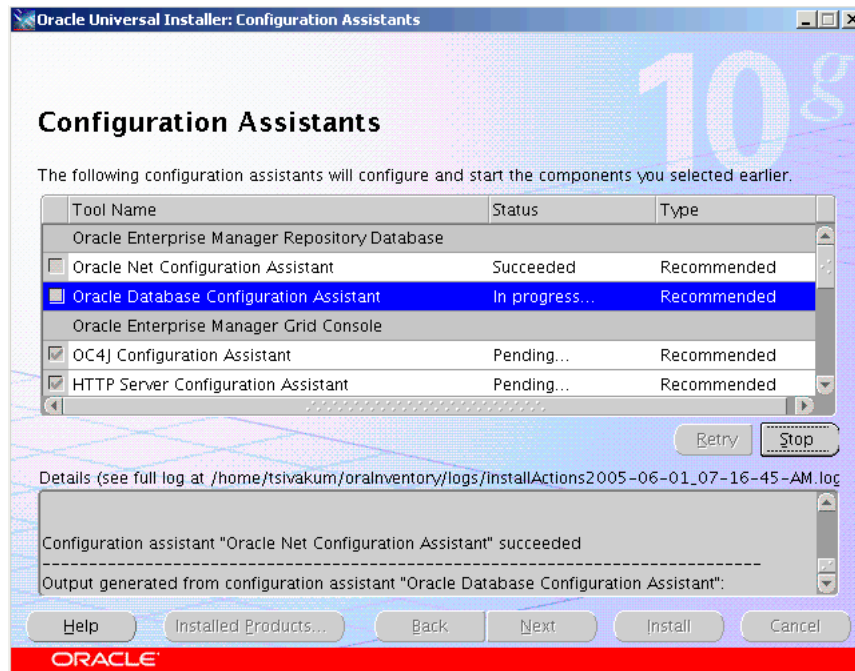 Oracle Universal Installer: Configuration Assistants
10g
Configuration Assistants
The following configuration assistants will configure and start the components you selected earlier.
Tool Name Status Type
Oracle Enterprise Manager Repository Database
Oracle Net Configuration Assistant Succeeded Recommended
Oracle Database Configuration Assistant In progress... Recommended
Oracle Enterprise Manager Grid Console
OC4J Configuration Assistant Pending... Recommended
HTTP Server Configuration Assistant Pending... Recommended
Retry Stop
Details (see full log at /home/tsivakum/oraInventory/logs/installActions2005-06-01_07-16-45-AM.log
Configuration assistant "Oracle Net Configuration Assistant" succeeded
-----------------------------------------------------------------------------
Output generated from configuration assistant "Oracle Database Configuration Assistant":
Help Installed Products... Back Next Install Cancel
ORACLE